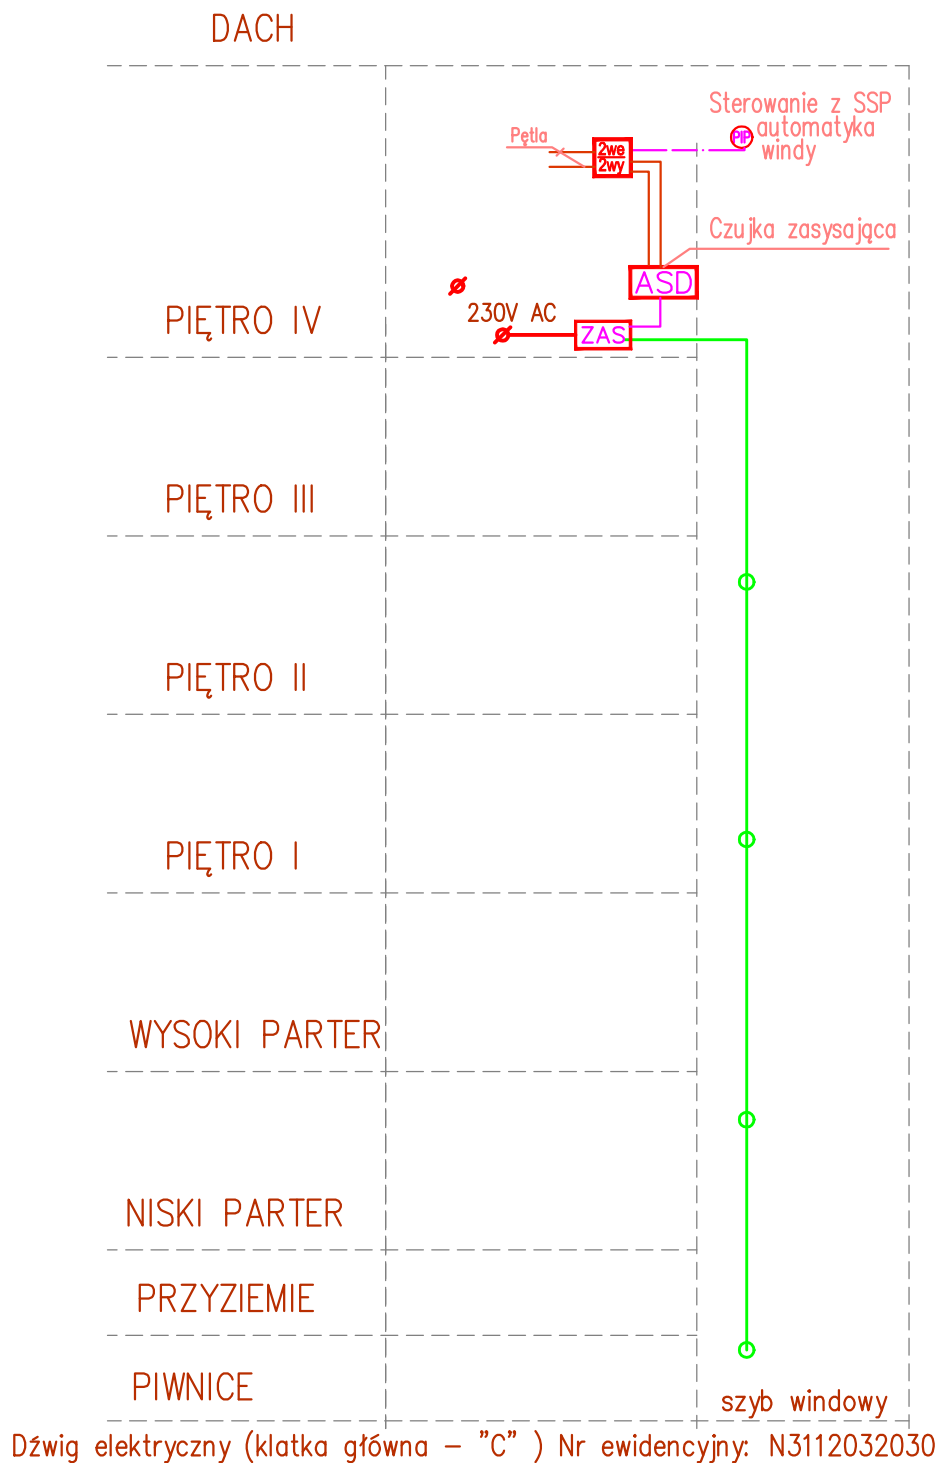 DACH
Sterowanie z SSP
automatyka
windy
PIP
Pętla
2we
2wy
Czujka zasysająca
ASD
230V AC
ZAS
PIĘTRO IV
PIĘTRO III
PIĘTRO II
PIĘTRO I
WYSOKI PARTER
NISKI PARTER
PRZYZIEMIE
PIWNICE
szyb windowy
Dźwig elektryczny (klatka główna – "C" ) Nr ewidencyjny: N3112032030